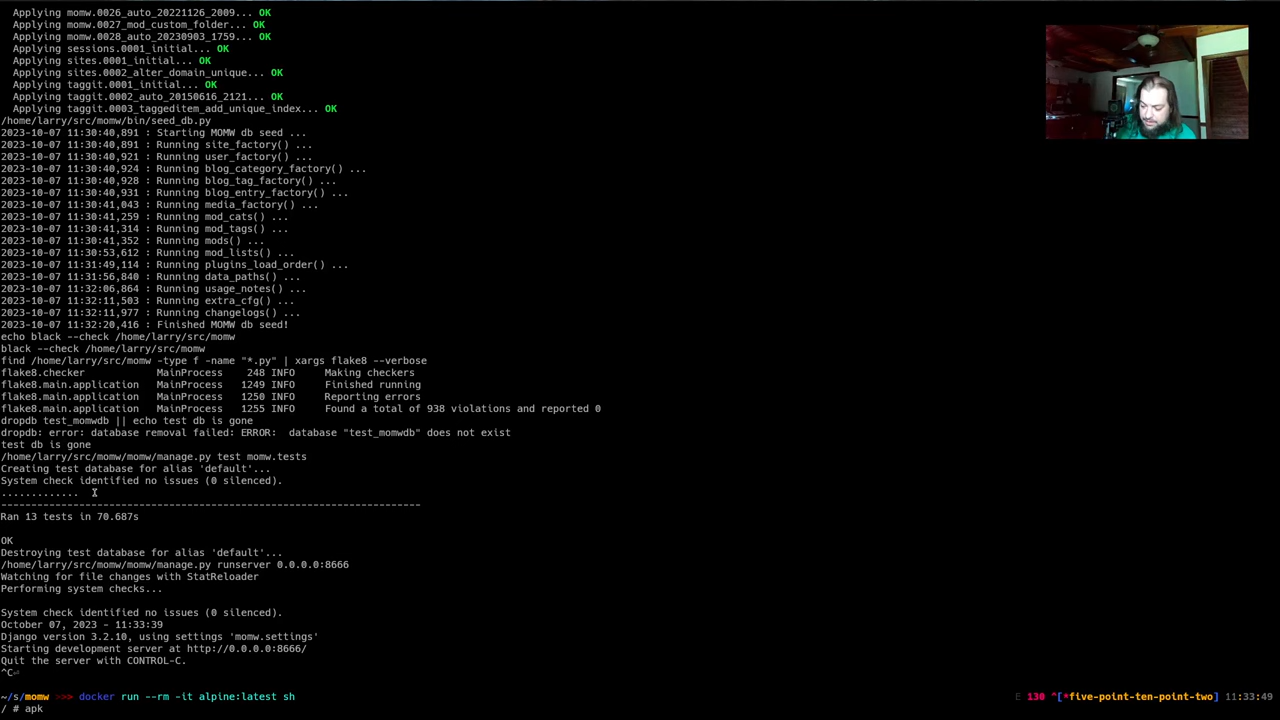 Applying momw.0026_auto_20221126_2009... OK
Applying momw.0027_mod_custom_folder... OK
Applying momw.0028_auto_20230903_1759... OK
Applying sessions.0001_initial... OK
Applying sites.0001_initial... OK
Applying sites.0002_alter_domain_unique... OK
Applying taggit.0001_initial... OK
Applying taggit.0002_auto_20150616_2121... OK
Applying taggit.0003_taggeditem_add_unique_index... OK
/home/larry/src/momw/bin/seed_db.py
2023-10-07 11:30:40,891 : Starting MOMW db seed ...
2023-10-07 11:30:40,891 : Running site_factory() ...
2023-10-07 11:30:40,921 : Running user_factory() ...
2023-10-07 11:30:40,924 : Running blog_category_factory() ...
2023-10-07 11:30:40,928 : Running blog_tag_factory() ...
2023-10-07 11:30:40,931 : Running blog_entry_factory() ...
2023-10-07 11:30:41,043 : Running media_factory() ...
2023-10-07 11:30:41,259 : Running mod_cats() ...
2023-10-07 11:30:41,314 : Running mod_tags() ...
2023-10-07 11:30:41,352 : Running mods() ...
2023-10-07 11:30:53,612 : Running mod_lists() ...
2023-10-07 11:31:49,114 : Running plugins_load_order() ...
2023-10-07 11:31:56,840 : Running data_paths() ...
2023-10-07 11:32:06,864 : Running usage_notes() ...
2023-10-07 11:32:11,503 : Running extra_cfg() ...
2023-10-07 11:32:11,977 : Running changelogs() ...
2023-10-07 11:32:20,416 : Finished MOMW db seed!
echo black --check /home/larry/src/momw
black --check /home/larry/src/momw
find /home/larry/src/momw -type f -name "*.py" | xargs flake8 --verbose
flake8.checker MainProcess 248 INFO Making checkers
flake8.main.application MainProcess 1249 INFO Finished running
flake8.main.application MainProcess 1250 INFO Reporting errors
flake8.main.application MainProcess 1255 INFO Found a total of 938 violations and reported 0
dropdb test_momwdb || echo test db is gone
dropdb: error: database removal failed: ERROR: database "test_momwdb" does not exist
test db is gone
/home/larry/src/momw/momw/manage.py test momw.tests
Creating test database for alias 'default'...
System check identified no issues (0 silenced).
.............
----------------------------------------------------------------------
Ran 13 tests in 70.687s
OK
Destroying test database for alias 'default'...
/home/larry/src/momw/momw/manage.py runserver 0.0.0.0:8666
Watching for file changes with StatReloader
Performing system checks...
System check identified no issues (0 silenced).
October 07, 2023 - 11:33:39
Django version 3.2.10, using settings 'momw.settings'
Starting development server at http://0.0.0.0:8666/
Quit the server with CONTROL-C.
^C⏎
~/s/momw >>> docker run --rm -it alpine:latest sh E 130 ^[*five-point-ten-point-two] 11:33:49
/ # apk